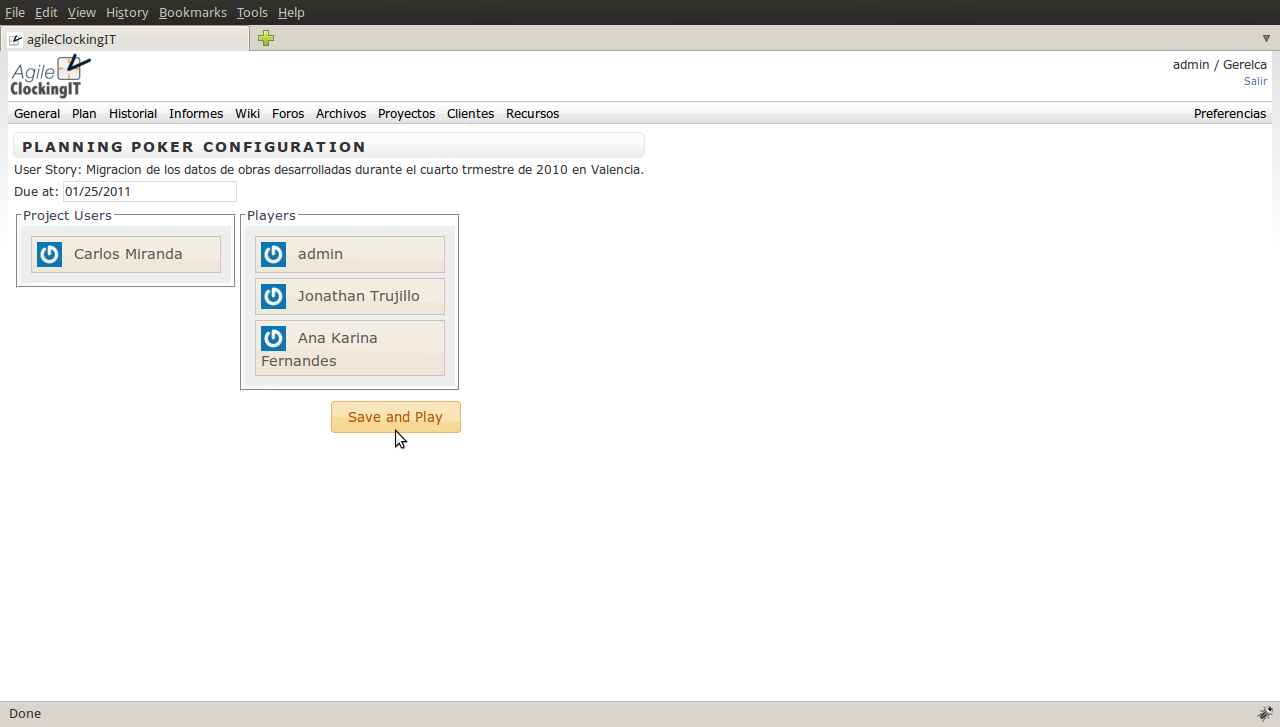 File Edit View History Bookmarks Tools Help
agileClockingIT
Agile
ClockingIT
admin / Gerelca
Salir
General Plan Historial Informes Wiki Foros Archivos Proyectos Clientes Recursos Preferencias
PLANNING POKER CONFIGURATION
User Story: Migracion de los datos de obras desarrolladas durante el cuarto trmestre de 2010 en Valencia.
Due at: 01/25/2011
Project Users
Carlos Miranda
Players
admin
Jonathan Trujillo
Ana Karina
Fernandes
Save and Play
Done